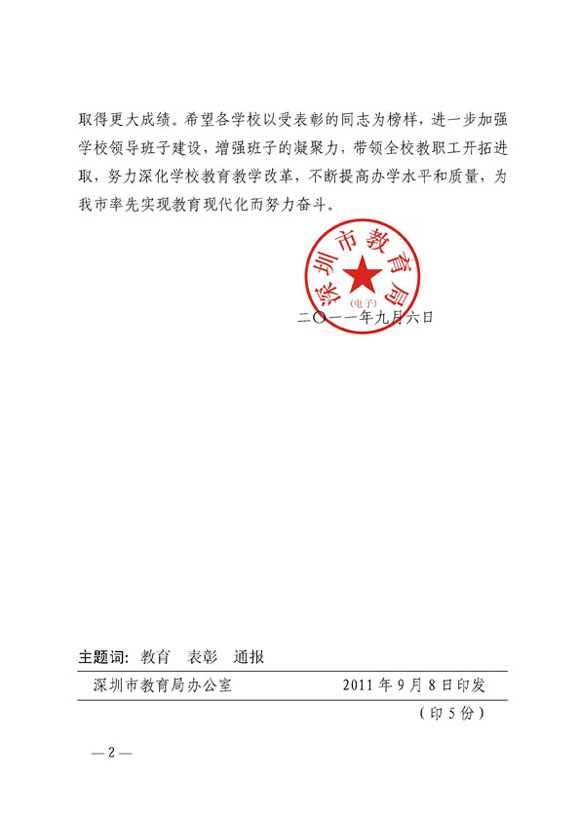 取得更大成绩。希望各学校以受表彰的同志为榜样，进一步加强
学校领导班子建设，增强班子的凝聚力，带领全校教职工开拓进
取，努力深化学校教育教学改革，不断提高办学水平和质量，为
我市率先实现教育现代化而努力奋斗。
深圳市教育局
（电子）
二〇一一年九月六日
主题词：教育 表彰 通报
深圳市教育局办公室 2011年9月8日印发
（印5份）
— 2 —